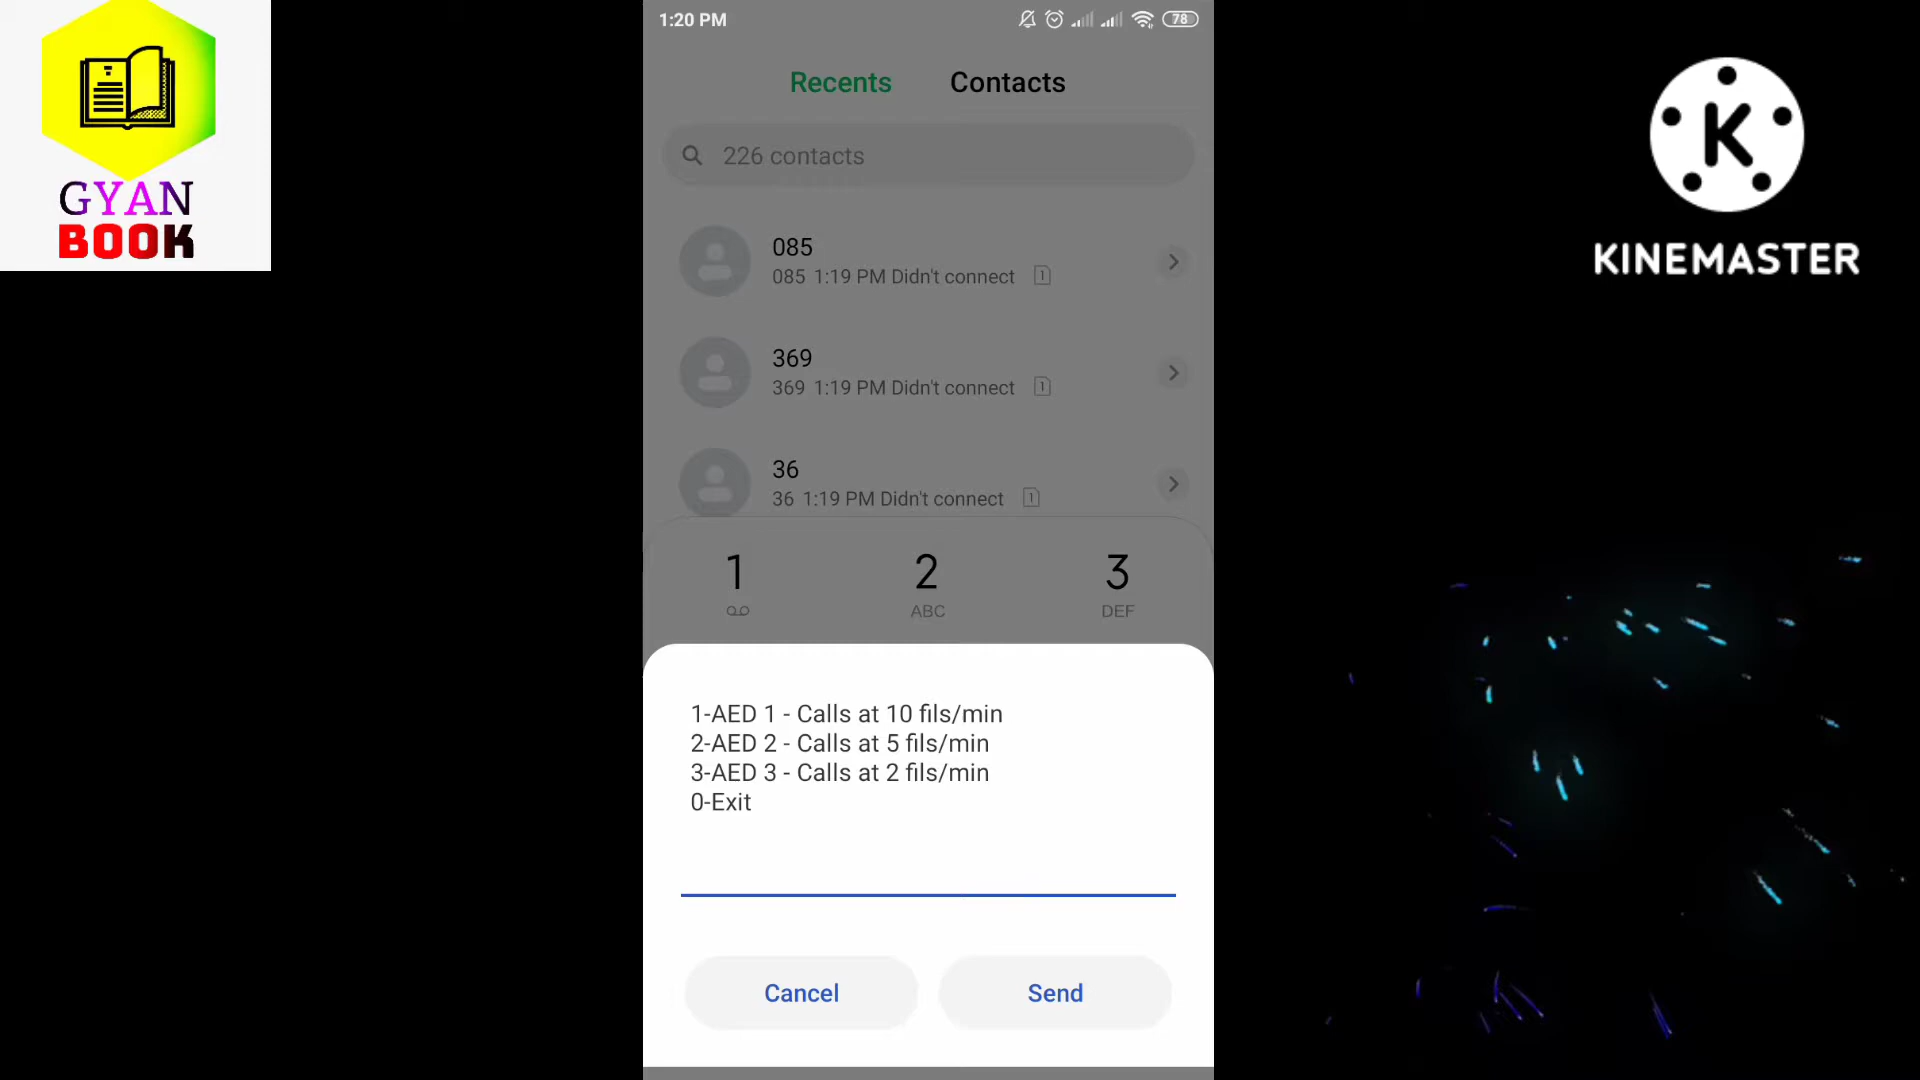 GYAN
BOOK
1:20 PM
78
Recents
Contacts
226 contacts
085
085 1:19 PM Didn't connect 1
369
369 1:19 PM Didn't connect 1
36
36 1:19 PM Didn't connect 1
1
2
ABC
3
DEF
1-AED 1 - Calls at 10 fils/min
2-AED 2 - Calls at 5 fils/min
3-AED 3 - Calls at 2 fils/min
0-Exit
Cancel
Send
K
KINEMASTER